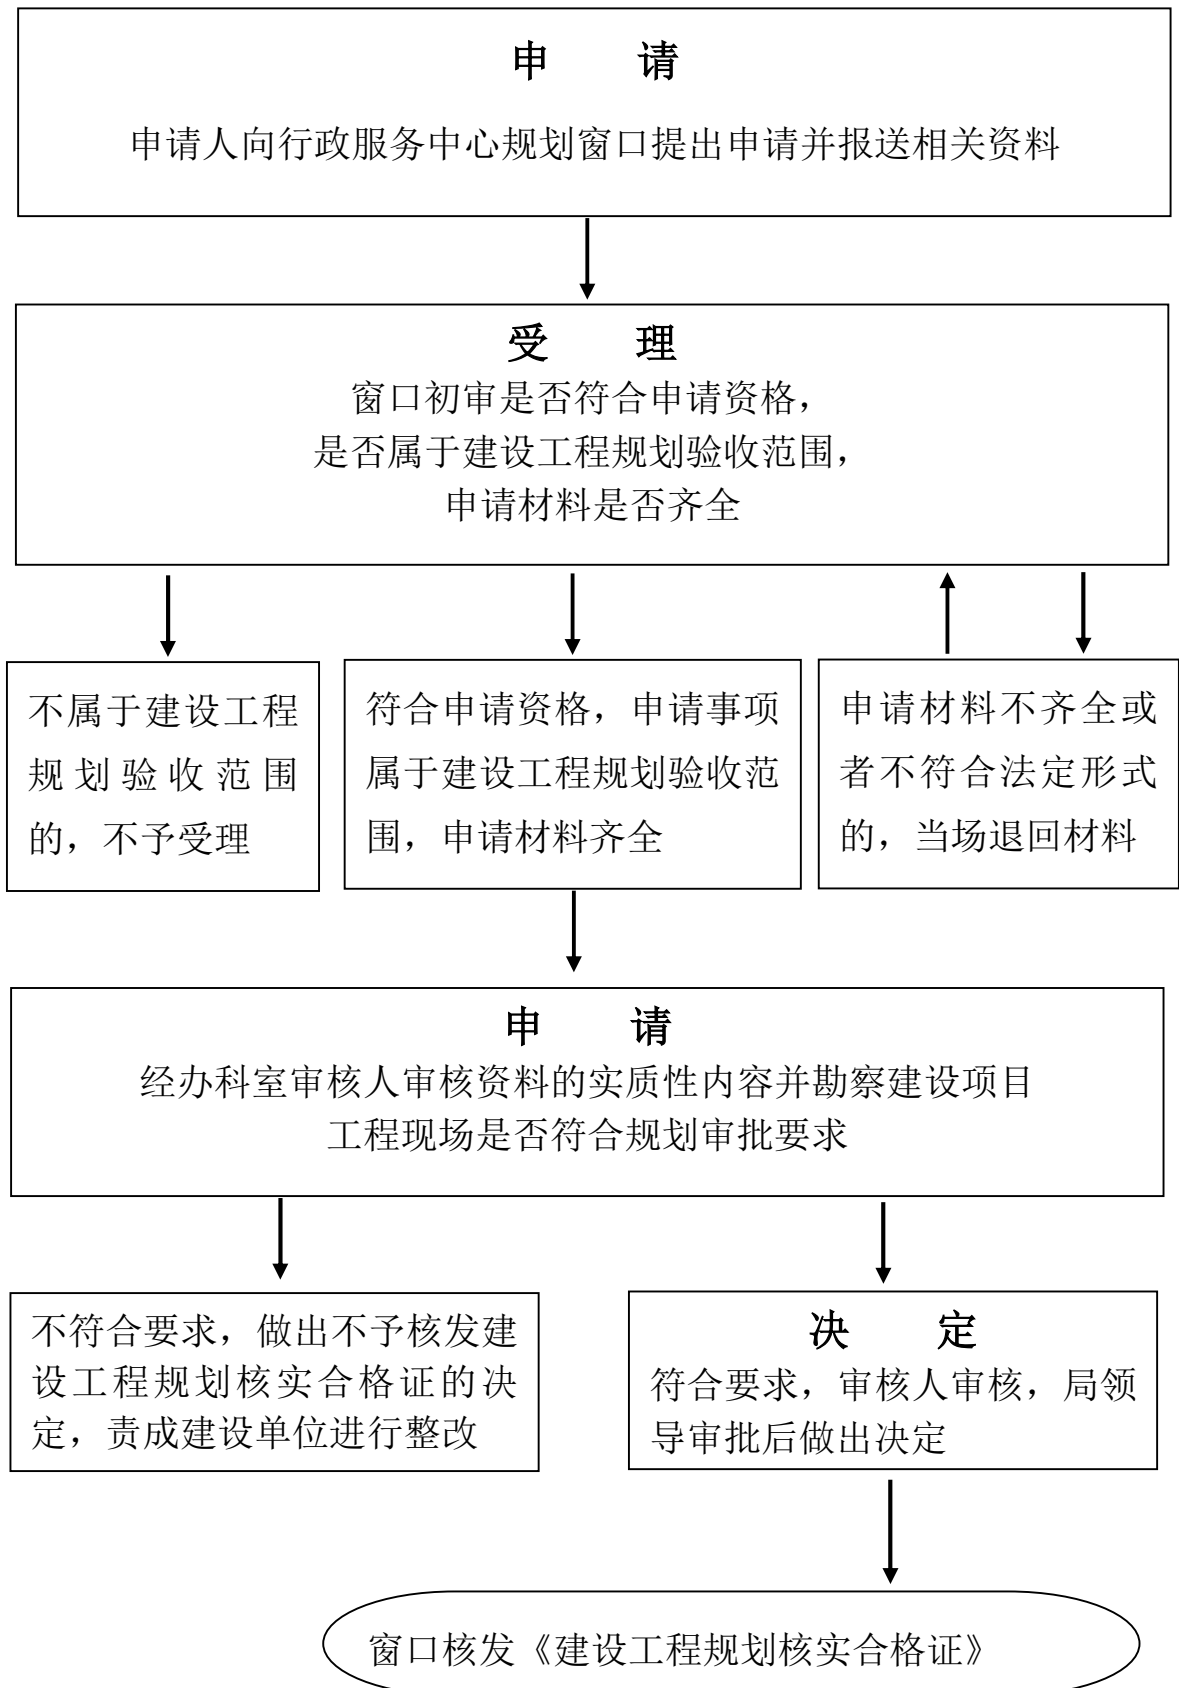 申 请
申请人向行政服务中心规划窗口提出申请并报送相关资料
受 理
窗口初审是否符合申请资格，
是否属于建设工程规划验收范围，
申请材料是否齐全
不属于建设工程
规划验收范围
的，不予受理
符合申请资格，申请事项
属于建设工程规划验收范
围，申请材料齐全
申请材料不齐全或
者不符合法定形式
的，当场退回材料
申 请
经办科室审核人审核资料的实质性内容并勘察建设项目
工程现场是否符合规划审批要求
不符合要求，做出不予核发建
设工程规划核实合格证的决
定，责成建设单位进行整改
决 定
符合要求，审核人审核，局领
导审批后做出决定
窗口核发《建设工程规划核实合格证》